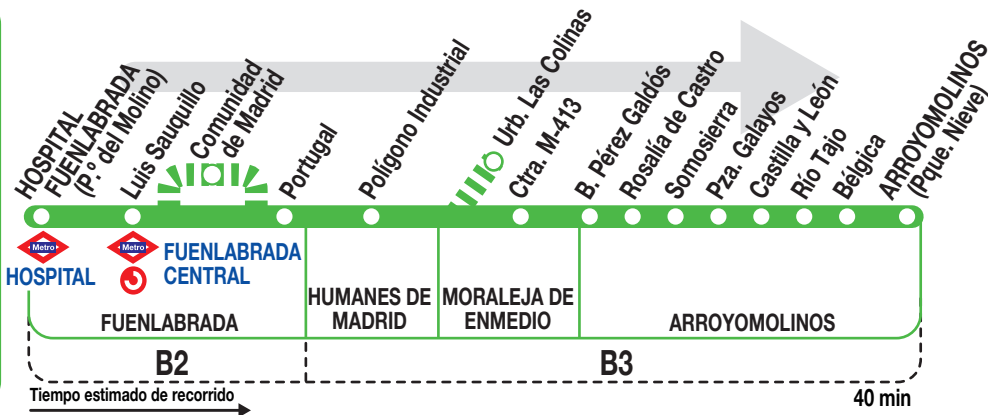 HOSPITAL
FUENLABRADA
(P.º del Molino)
Luis Sauquillo
Comunidad
de Madrid
Portugal
Polígono Industrial
Urb. Las Colinas
Ctra. M-413
B. Pérez Galdós
Rosalía de Castro
Somosierra
Pza. Galayos
Castilla y León
Río Tajo
Bélgica
ARROYOMOLINOS
(Pque. Nieve)
Metro
HOSPITAL
Metro
FUENLABRADA
CENTRAL
FUENLABRADA
HUMANES DE
MADRID
MORALEJA DE
ENMEDIO
ARROYOMOLINOS
B2
B3
Tiempo estimado de recorrido
40 min